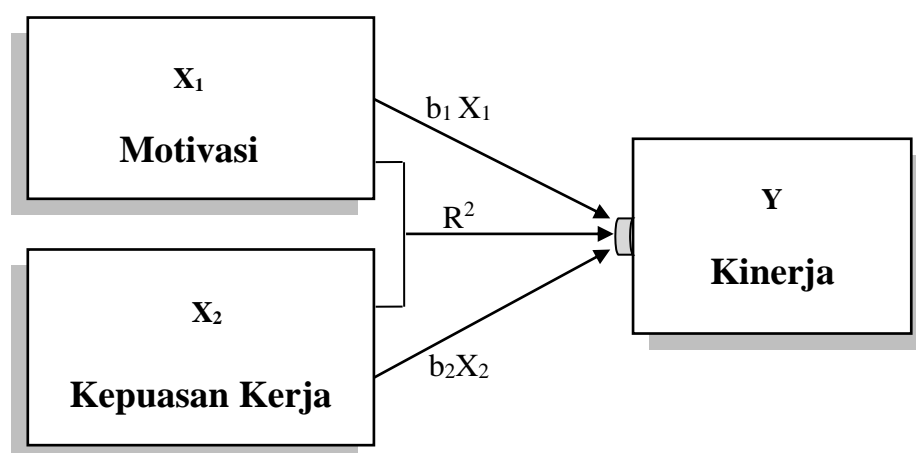 X₁
Motivasi
b₁ X₁
R²
Y
Kinerja
X₂
Kepuasan Kerja
b₂X₂